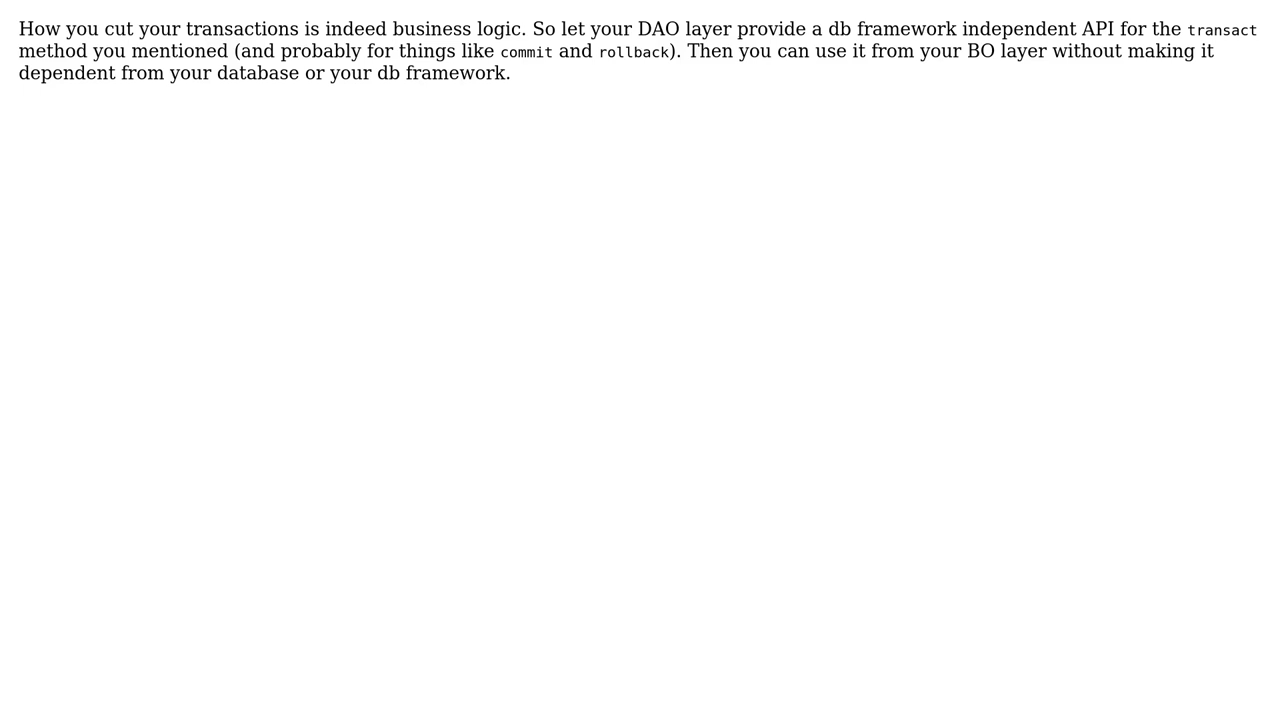 How you cut your transactions is indeed business logic. So let your DAO layer provide a db framework independent API for the transact
method you mentioned (and probably for things like commit and rollback). Then you can use it from your BO layer without making it
dependent from your database or your db framework.